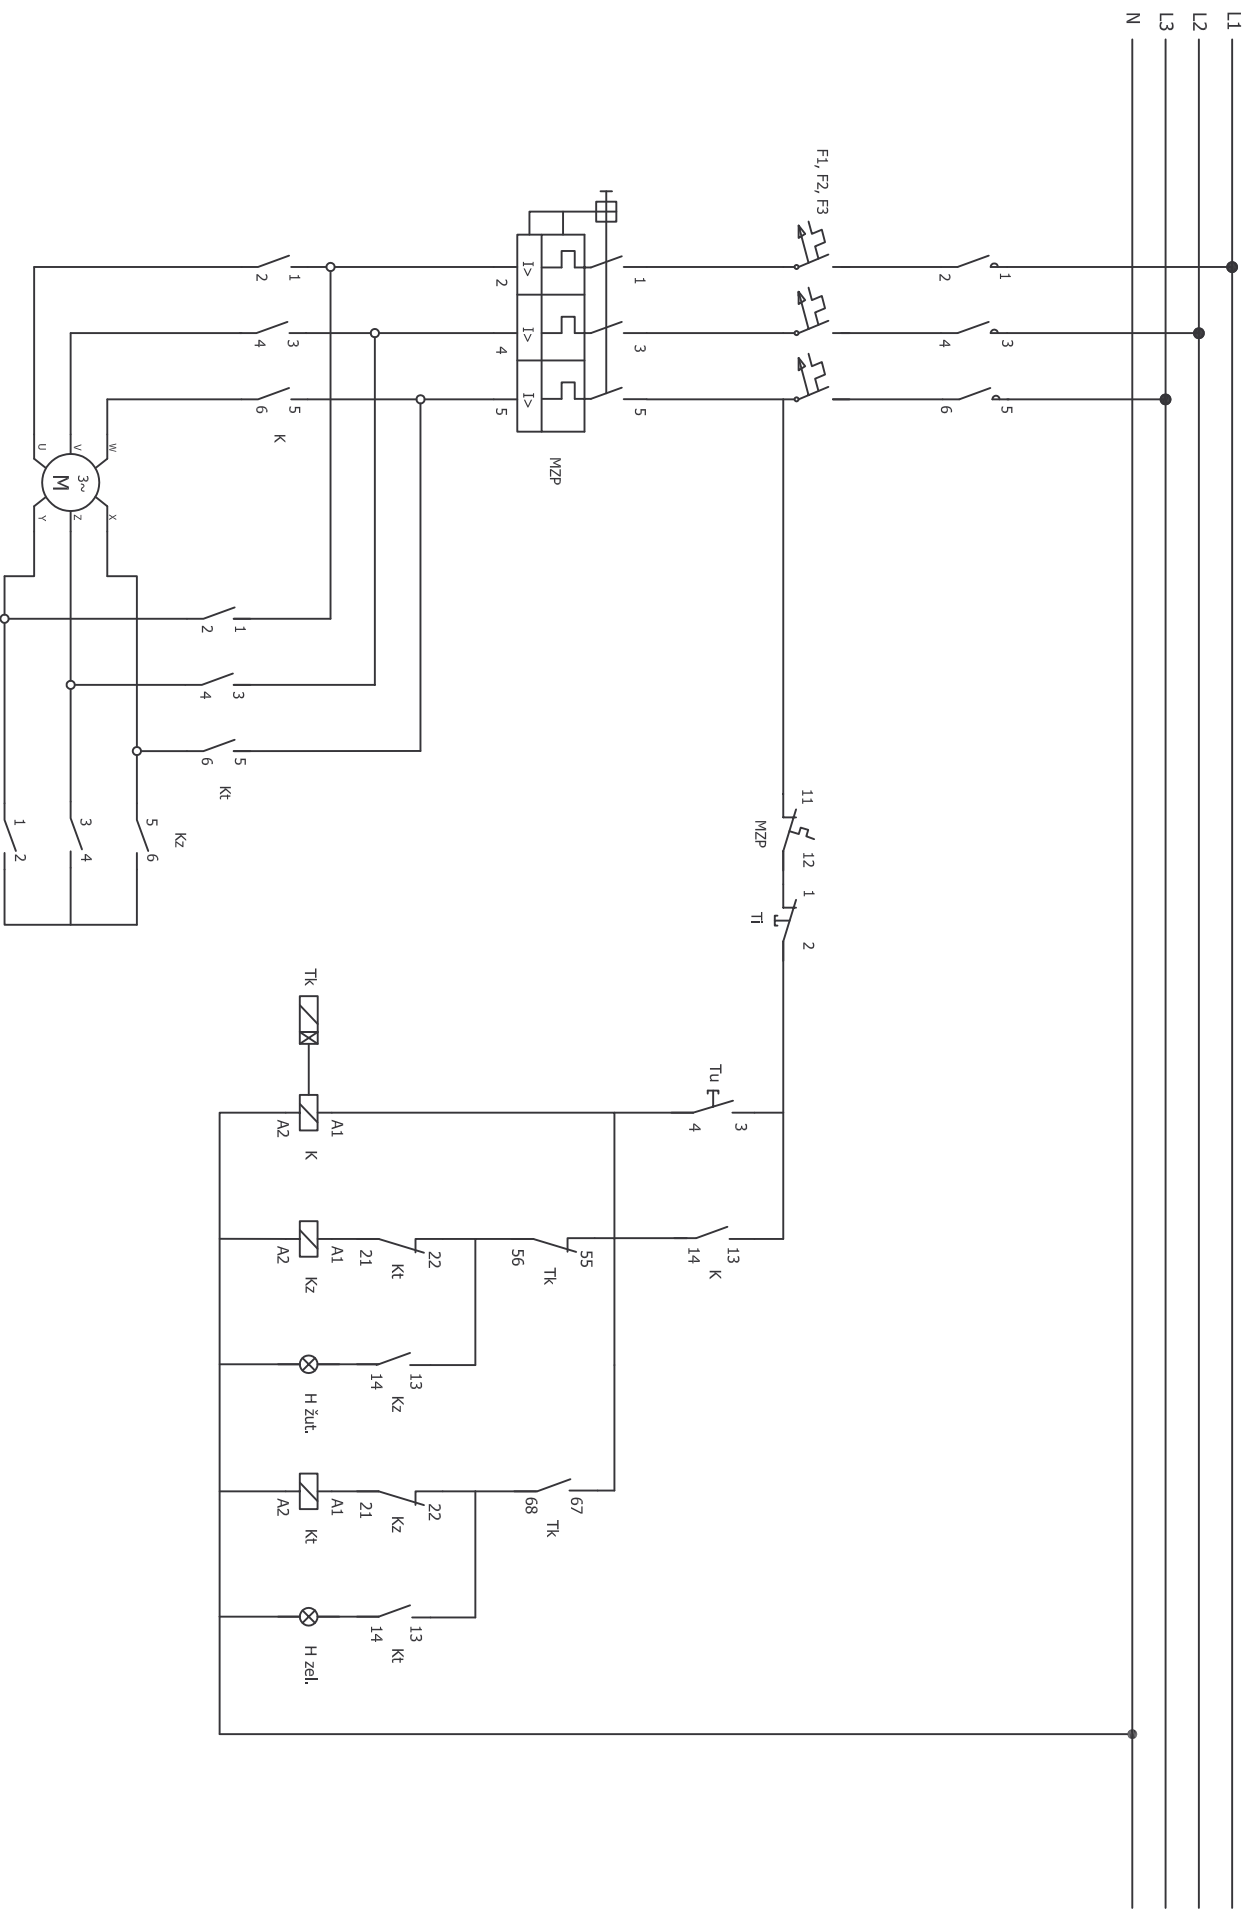 L1
L2
L3
N
1 3 5
2 4 6
F1, F2, F3
11 12 1 2
MZP Ti
3 13
Tu K
4 14
1 3 5
MZP
I> I> I>
2 4 5
55 67
Tk Tk
56 68
22 22
13 13
Kt Kz Kz Kt
14 14
21 21
A1 A1 A1
Tk K Kz H žut. Kt H zel.
A2 A2 A2
1 3 5
K
2 4 6
1 3 5
Kt
2 4 6
Kz
5 6
W X
3 4
3~
V Z
M
U Y
1 2